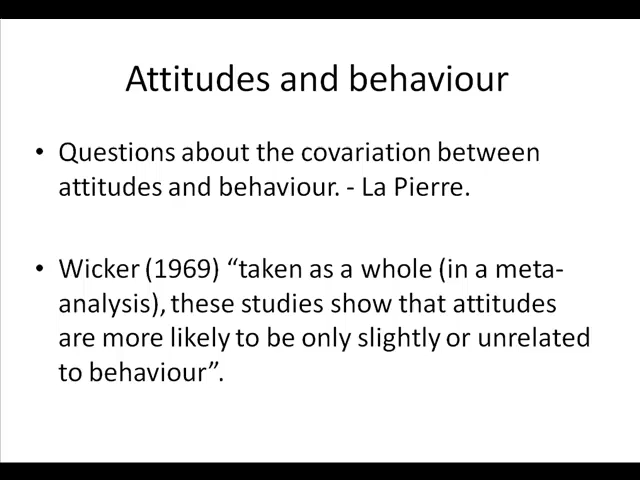 Attitudes and behaviour
• Questions about the covariation between
attitudes and behaviour. - La Pierre.
• Wicker (1969) “taken as a whole (in a meta-
analysis), these studies show that attitudes
are more likely to be only slightly or unrelated
to behaviour”.